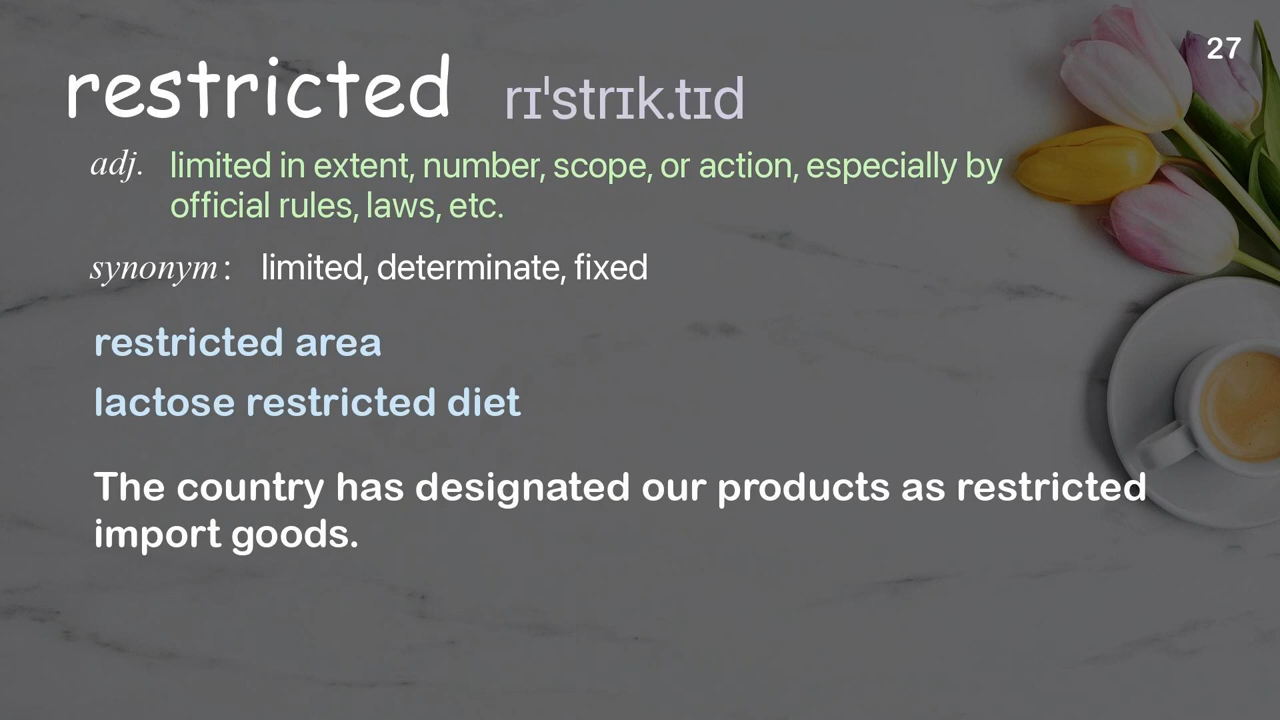 27
restricted rɪˈstrɪk.tɪd
adj. limited in extent, number, scope, or action, especially by
official rules, laws, etc.
synonym: limited, determinate, fixed
restricted area
lactose restricted diet
The country has designated our products as restricted
import goods.